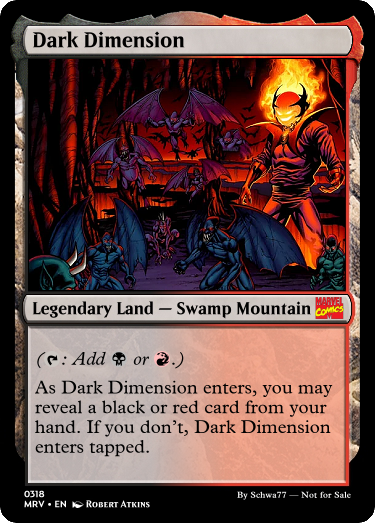 Dark Dimension
Legendary Land — Swamp Mountain
MARVEL
COMICS
(: Add or .)
As Dark Dimension enters, you may
reveal a black or red card from your
hand. If you don't, Dark Dimension
enters tapped.
0318
MRV • EN Robert Atkins
By Schwa77 — Not for Sale